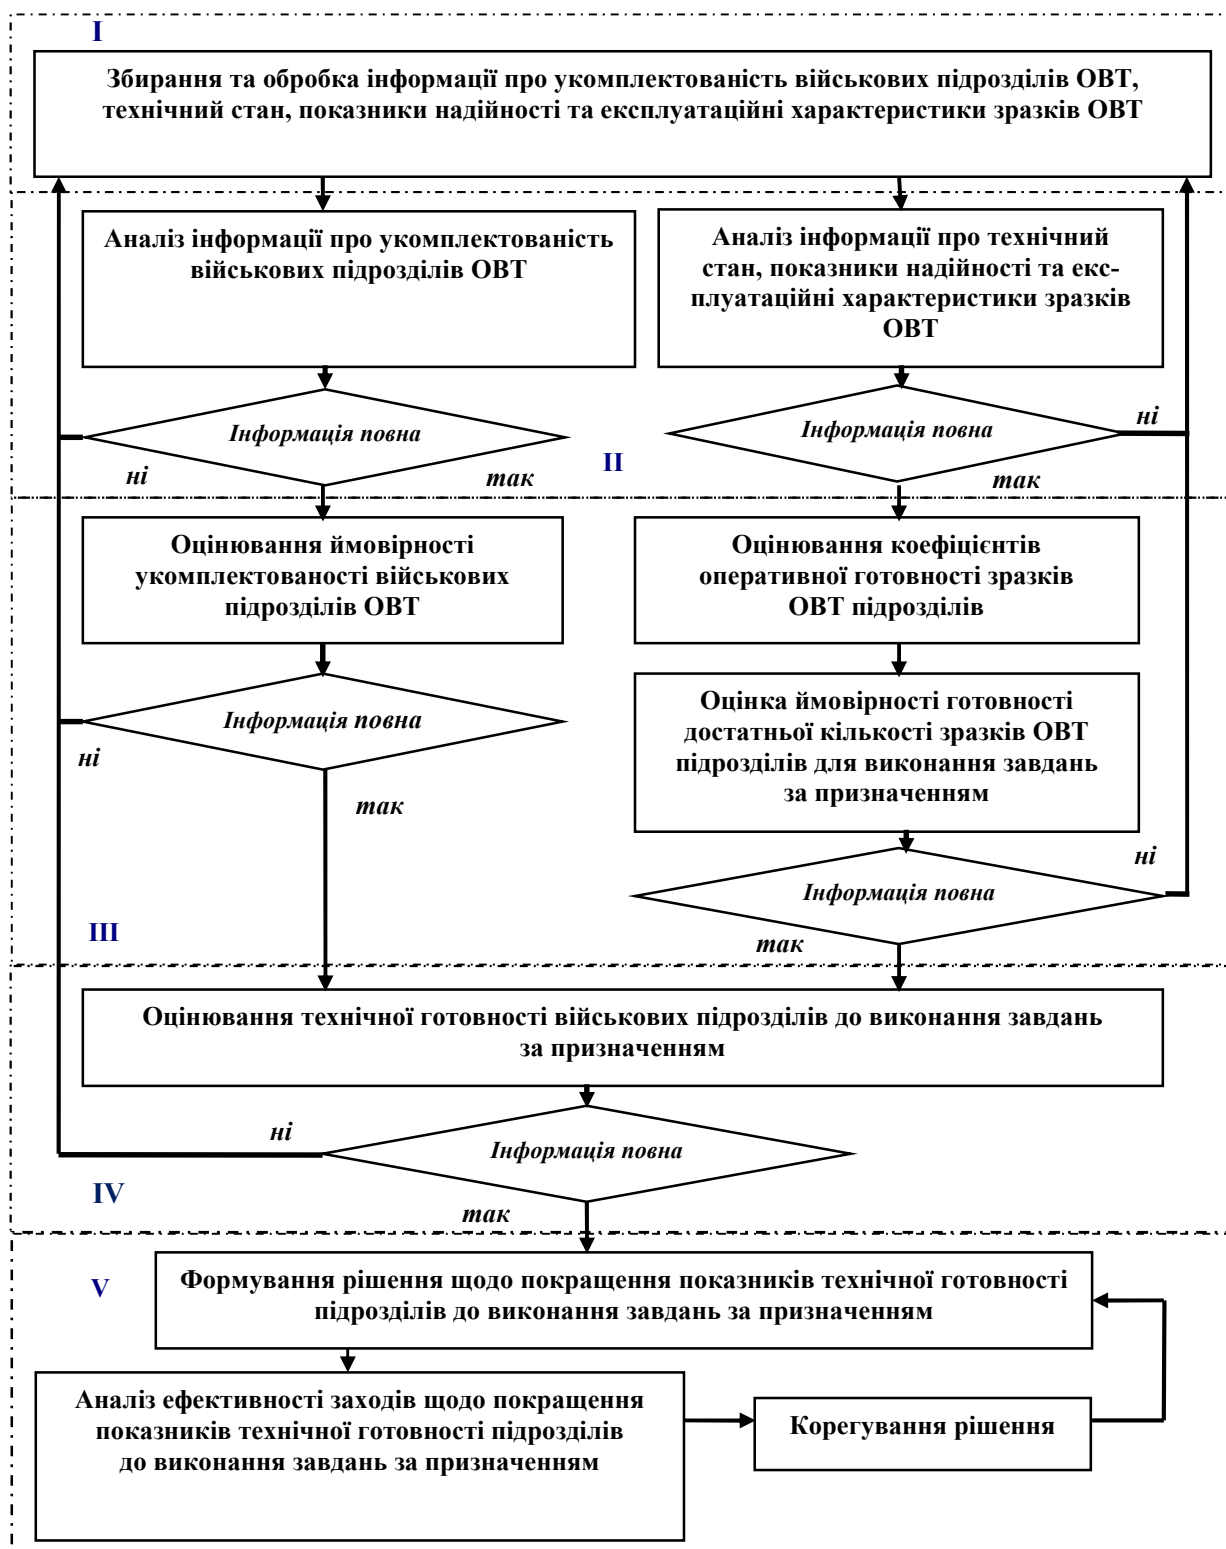 I
Збирання та обробка інформації про укомплектованість військових підрозділів ОВТ,
технічний стан, показники надійності та експлуатаційні характеристики зразків ОВТ
Аналіз інформації про укомплектованість
військових підрозділів ОВТ
Аналіз інформації про технічний
стан, показники надійності та екс-
плуатаційні характеристики зразків
ОВТ
Інформація повна
ні
так
II
Інформація повна
ні
так
Оцінювання ймовірності
укомплектованості військових
підрозділів ОВТ
Оцінювання коефіцієнтів
оперативної готовності зразків
ОВТ підрозділів
Інформація повна
ні
так
Оцінка ймовірності готовності
достатньої кількості зразків ОВТ
підрозділів для виконання завдань
за призначенням
Інформація повна
ні
так
III
Оцінювання технічної готовності військових підрозділів до виконання завдань
за призначенням
ні
Інформація повна
IV
так
V
Формування рішення щодо покращення показників технічної готовності
підрозділів до виконання завдань за призначенням
Аналіз ефективності заходів щодо покращення
показників технічної готовності підрозділів
до виконання завдань за призначенням
Корегування рішення